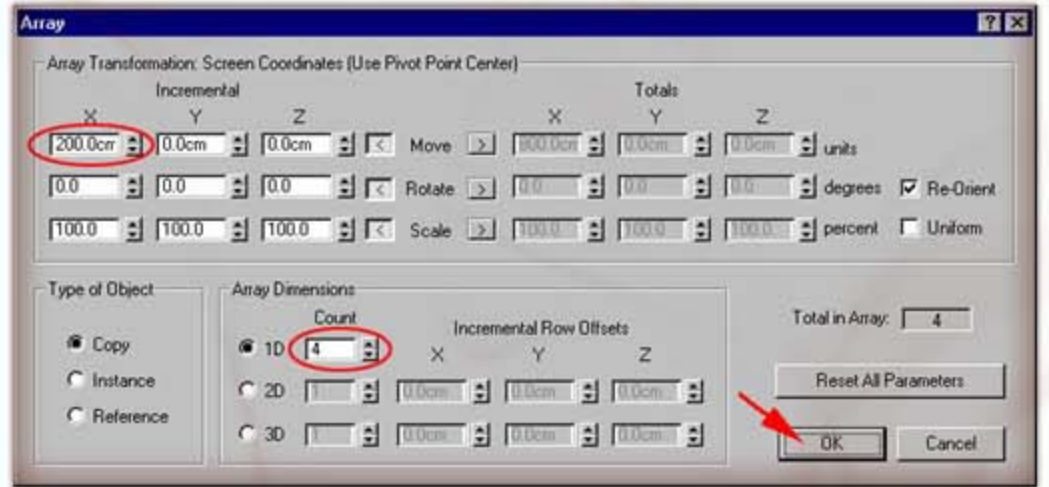 Array
Array Transformation: Screen Coordinates (Use Pivot Point Center)
Incremental Totals
X Y Z X Y Z
200.0cm 0.0cm 0.0cm < Move > 800.0cm 0.0cm 0.0cm units
0.0 0.0 0.0 < Rotate > 0.0 0.0 0.0 degrees Re-Orient
100.0 100.0 100.0 < Scale > 100.0 100.0 100.0 percent Uniform
Type of Object Array Dimensions
Count Incremental Row Offsets Total in Array: 4
Copy 1D 4 X Y Z
Instance 2D 1 0.0cm 0.0cm 0.0cm Reset All Parameters
Reference 3D 1 0.0cm 0.0cm 0.0cm OK Cancel